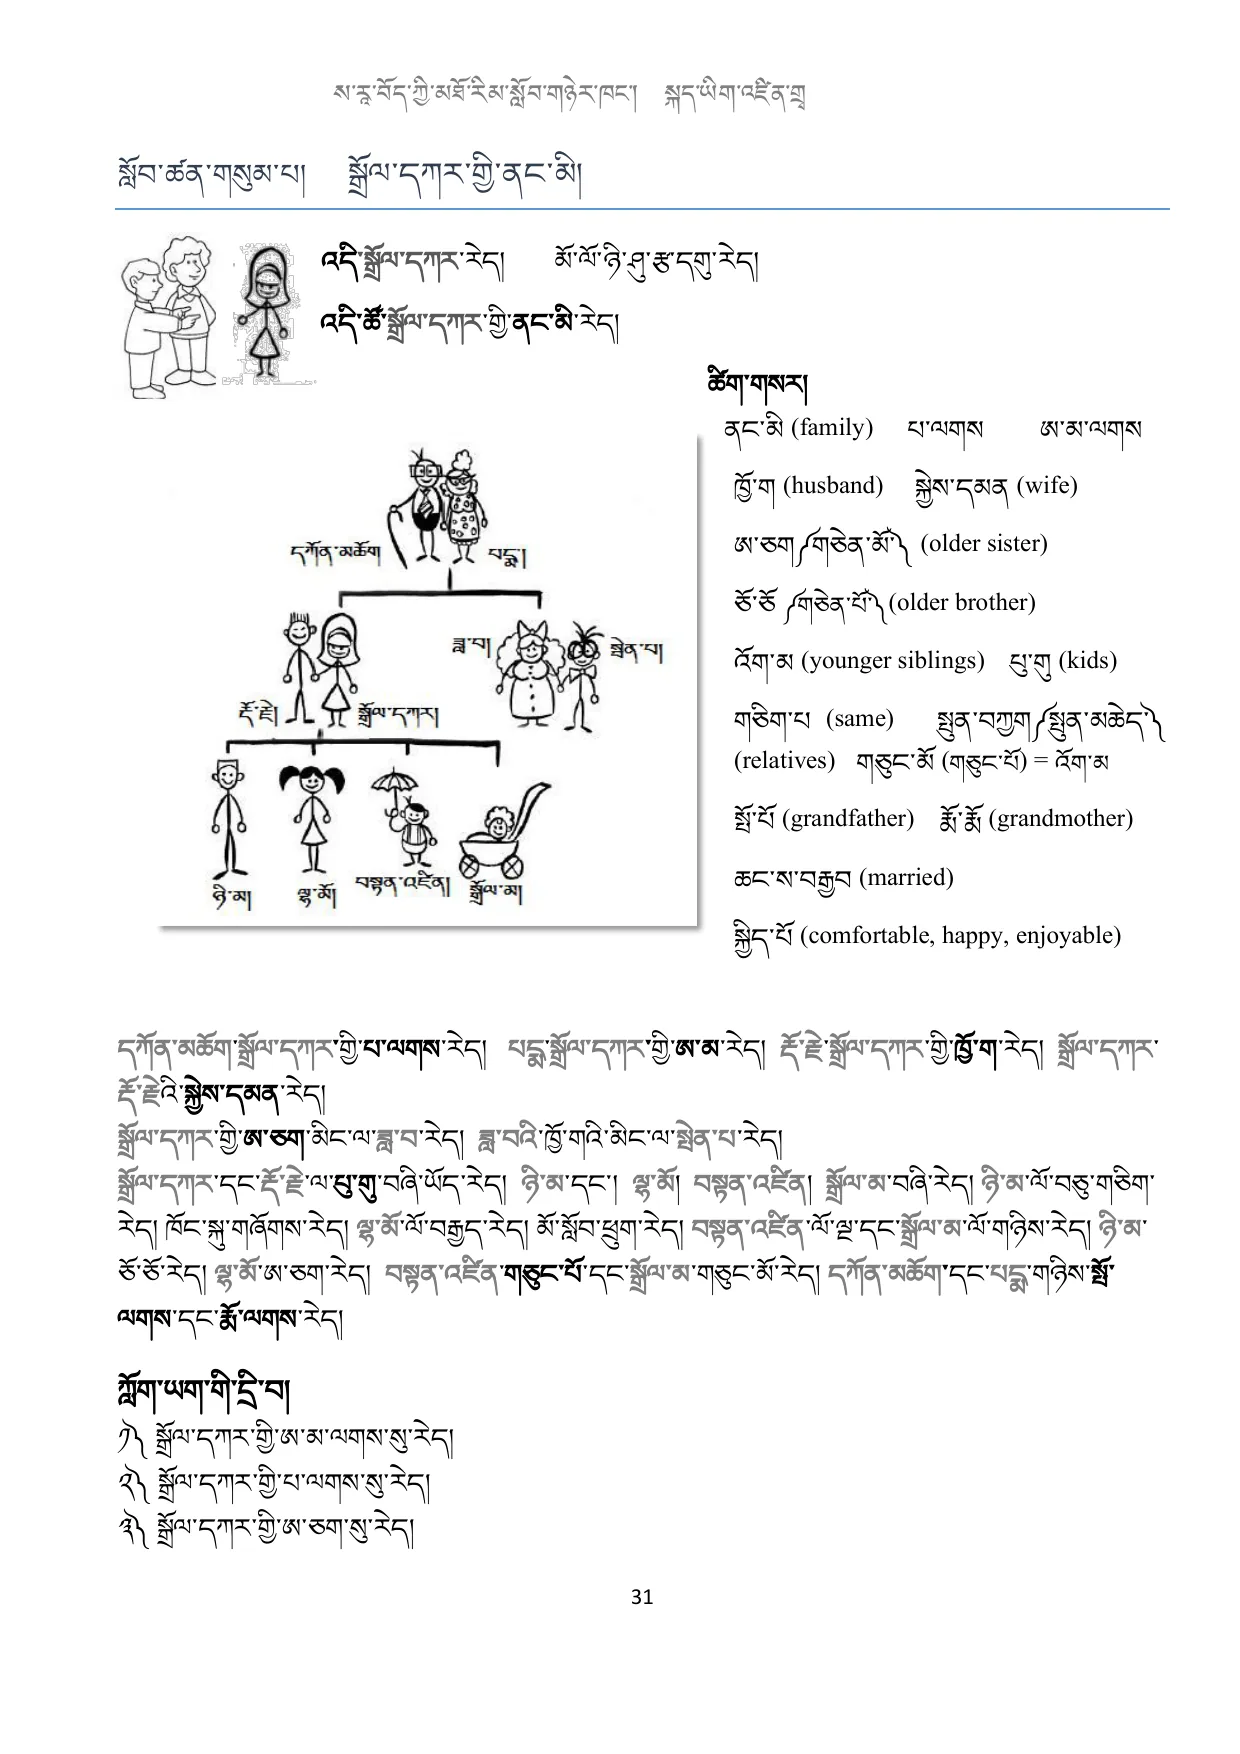 ས་རཱ་བོད་ཀྱི་མཐོ་རིམ་སློབ་གཉེར་ཁང་།    སྐད་ཡིག་འཛིན་གྲྭ
སློབ་ཚན་གསུམ་པ།    སྒྲོལ་དཀར་གྱི་ནང་མི།
འདི་སྒྲོལ་དཀར་རེད།    མོ་ལོ་ཉི་ཤུ་རྩ་དགུ་རེད།
འདི་ཚོ་སྒྲོལ་དཀར་གྱི་ནང་མི་རེད།
ཚིག་གསར།
ནང་མི (family)    པ་ལགས    ཨ་མ་ལགས
ཁྱོ་ག (husband)    སྐྱེས་དམན (wife)
ཨ་ཅག༼གཅེན་མོ་༽ (older sister)
ཅོ་ཅོ ༼གཅེན་པོ་༽(older brother)
འོག་མ (younger siblings)    ཕྲུ་གུ (kids)
གཅིག་པ (same)    སྤུན་བཀྱག༼སྤུན་མཆེད་༽
(relatives)    གཅུང་མོ (གཅུང་པོ) = འོག་མ
སྤོ་པོ (grandfather)    རྨོ་རྨོ (grandmother)
ཆང་ས་བརྒྱབ (married)
སྐྱིད་པོ (comfortable, happy, enjoyable)
དཀོན་མཆོག    པདྨ།
ཟླ་བ།    སྤེན་པ།
རྡོ་རྗེ།    སྒྲོལ་དཀར།
ཉི་མ།    ལྷ་མོ།    བསྟན་འཛིན།    སྒྲོལ་མ།
དཀོན་མཆོག་སྒྲོལ་དཀར་གྱི་པ་ལགས་རེད།    པདྨ་སྒྲོལ་དཀར་གྱི་ཨ་མ་རེད། རྡོ་རྗེ་སྒྲོལ་དཀར་གྱི་ཁྱོ་ག་རེད། སྒྲོལ་དཀར་
རྡོ་རྗེའི་སྐྱེས་དམན་རེད།
སྒྲོལ་དཀར་གྱི་ཨ་ཅག་མིང་ལ་ཟླ་བ་རེད། ཟླ་བའི་ཁྱོ་གའི་མིང་ལ་སྤེན་པ་རེད།
སྒྲོལ་དཀར་དང་རྡོ་རྗེ་ལ་ཕྲུ་གུ་བཞི་ཡོད་རེད། ཉི་མ་དང་། ལྷ་མོ། བསྟན་འཛིན། སྒྲོལ་མ་བཞི་རེད། ཉི་མ་ལོ་བཅུ་གཅིག་
རེད། ཁོང་སྐུ་གཞོགས་རེད། ལྷ་མོ་ལོ་བརྒྱད་རེད། མོ་སློབ་ཕྲུག་རེད། བསྟན་འཛིན་ལོ་ལྔ་དང་སྒྲོལ་མ་ལོ་གཉིས་རེད། ཉི་མ་
ཅོ་ཅོ་རེད། ལྷ་མོ་ཨ་ཅག་རེད།  བསྟན་འཛིན་གཅུང་པོ་དང་སྒྲོལ་མ་གཅུང་མོ་རེད། དཀོན་མཆོག་དང་པདྨ་གཉིས་སྤོ་
ལགས་དང་རྨོ་ལགས་རེད།
ཀློག་ཡག་གི་དྲི་བ།
༡༽ སྒྲོལ་དཀར་གྱི་ཨ་མ་ལགས་སུ་རེད།
༢༽ སྒྲོལ་དཀར་གྱི་པ་ལགས་སུ་རེད།
༣༽ སྒྲོལ་དཀར་གྱི་ཨ་ཅག་སུ་རེད།
31